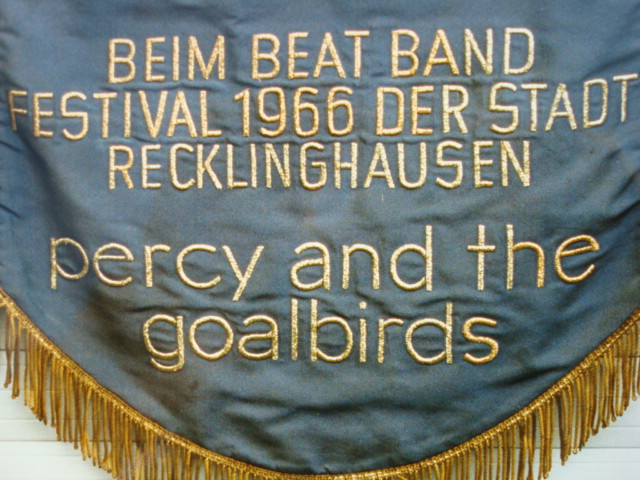 BEIM BEAT BAND
FESTIVAL 1966 DER STADT
RECKLINGHAUSEN
percy and the
goalbirds